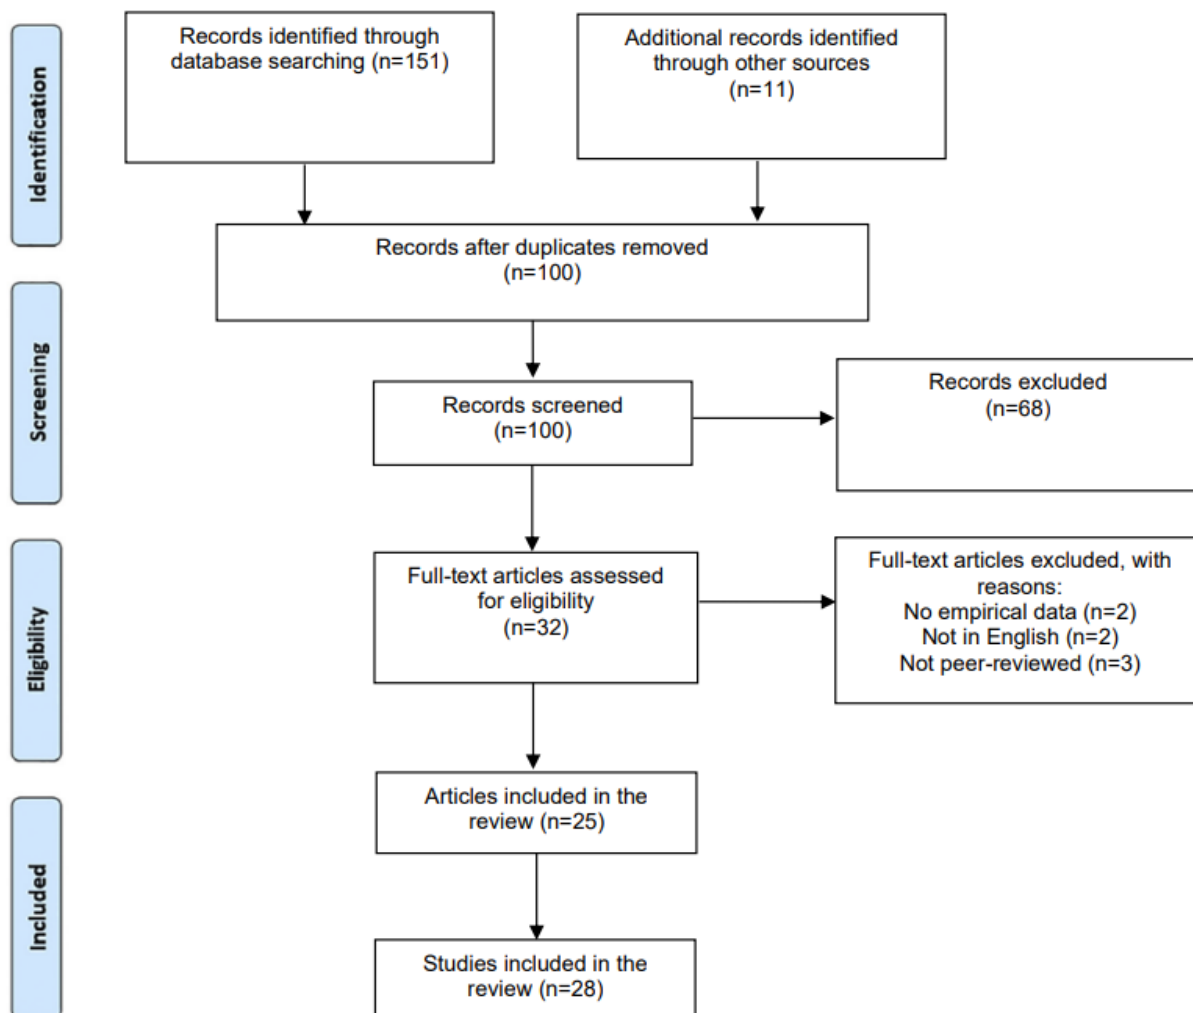 Identification
Records identified through
database searching (n=151)
Additional records identified
through other sources
(n=11)
Records after duplicates removed
(n=100)
Screening
Records screened
(n=100)
Records excluded
(n=68)
Eligibility
Full-text articles assessed
for eligibility
(n=32)
Full-text articles excluded, with
reasons:
No empirical data (n=2)
Not in English (n=2)
Not peer-reviewed (n=3)
Included
Articles included in the
review (n=25)
Studies included in the
review (n=28)